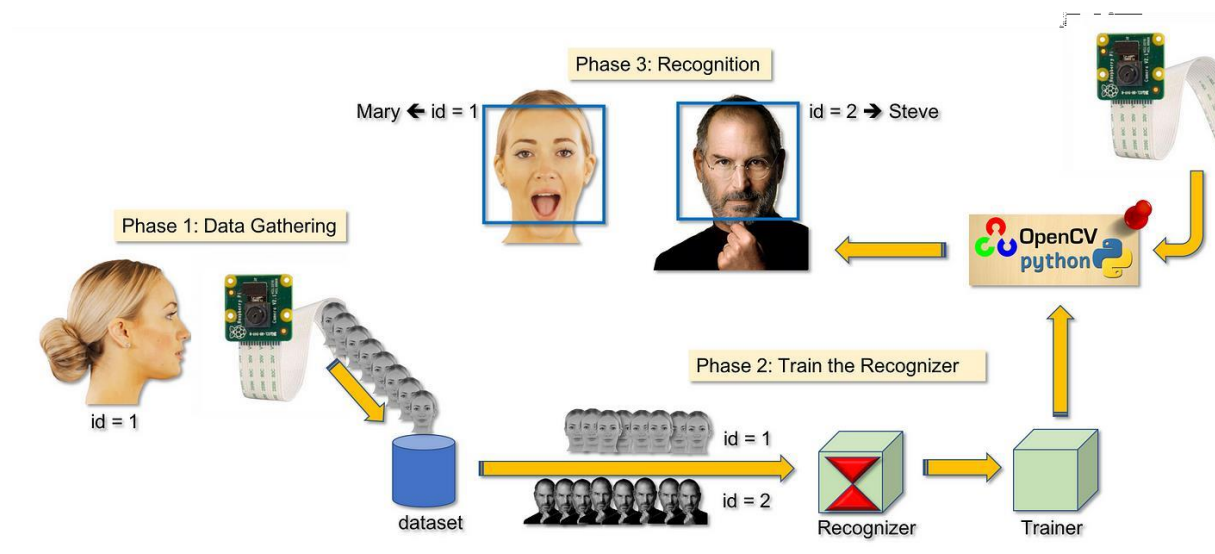 Phase 3: Recognition
Mary ← id = 1
id = 2 → Steve
Phase 1: Data Gathering
OpenCV
python
Phase 2: Train the Recognizer
id = 1
id = 1
id = 2
dataset
Recognizer
Trainer